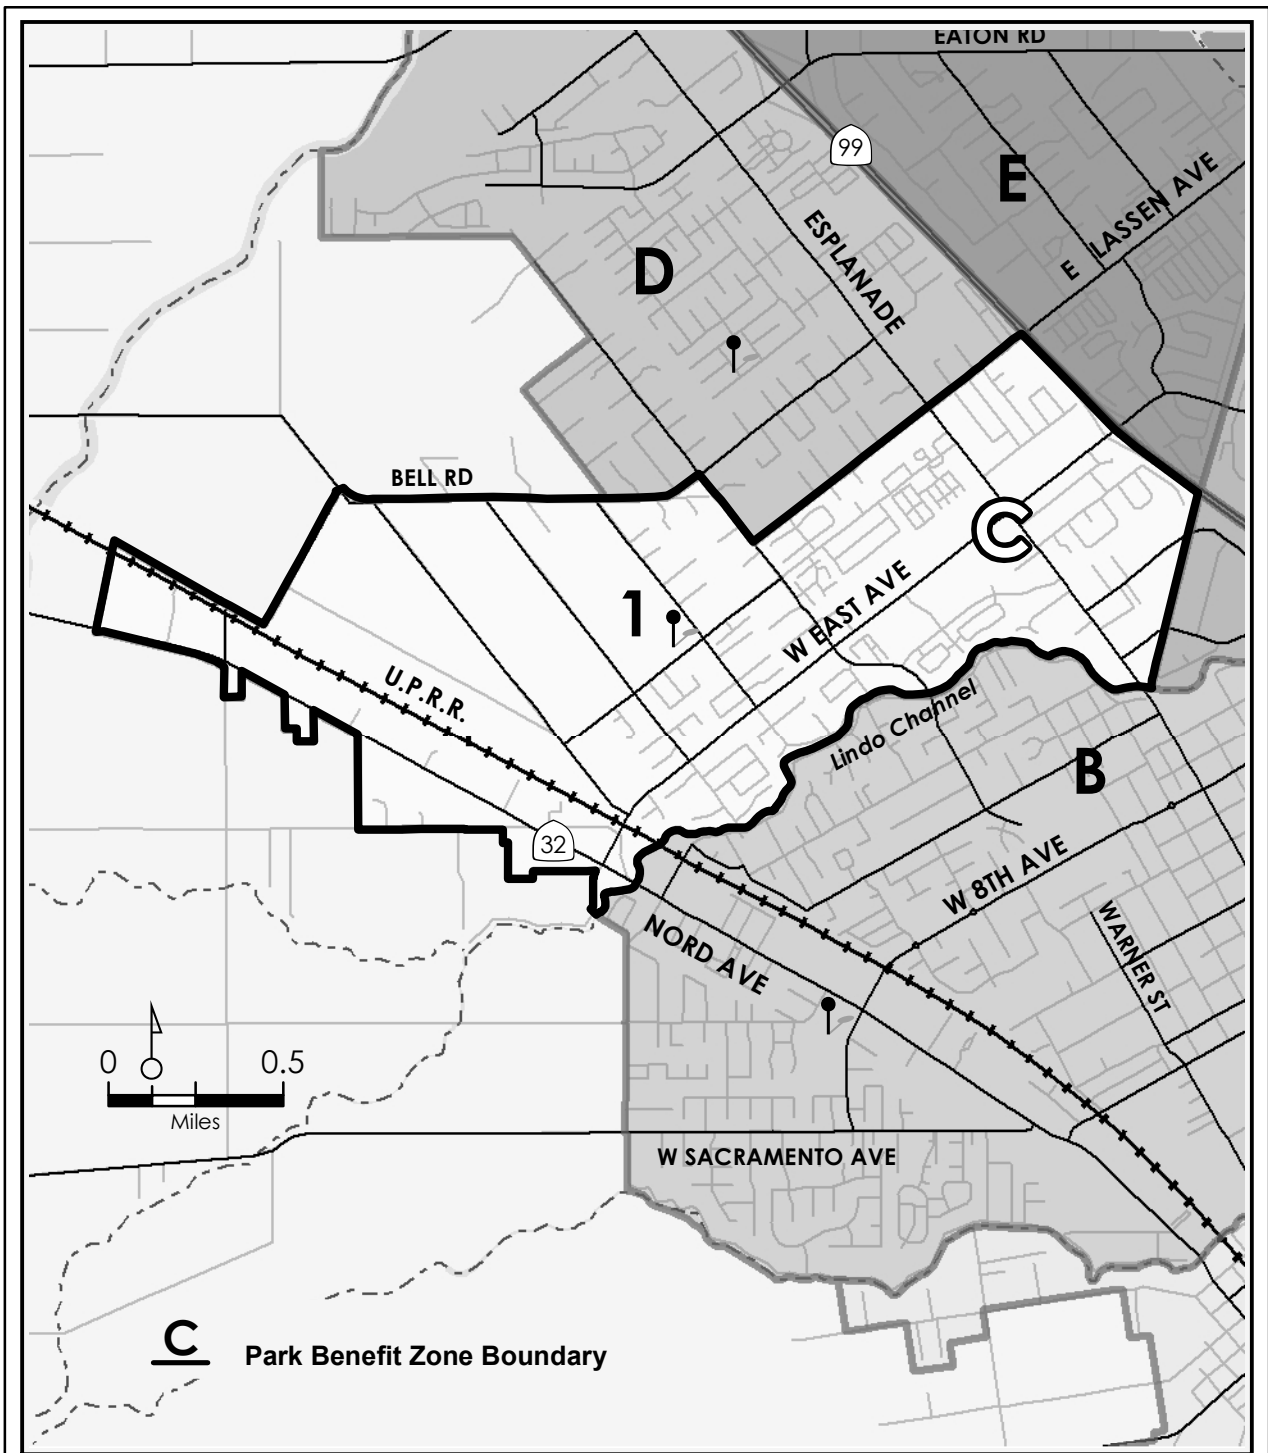 EATON RD
99
E
E LASSEN AVE
ESPLANADE
D
BELL RD
C
1
W EAST AVE
U.P.R.R.
Lindo Channel
B
32
W 8TH AVE
NORD AVE
WARNER ST
0 0.5
Miles
W SACRAMENTO AVE
C Park Benefit Zone Boundary